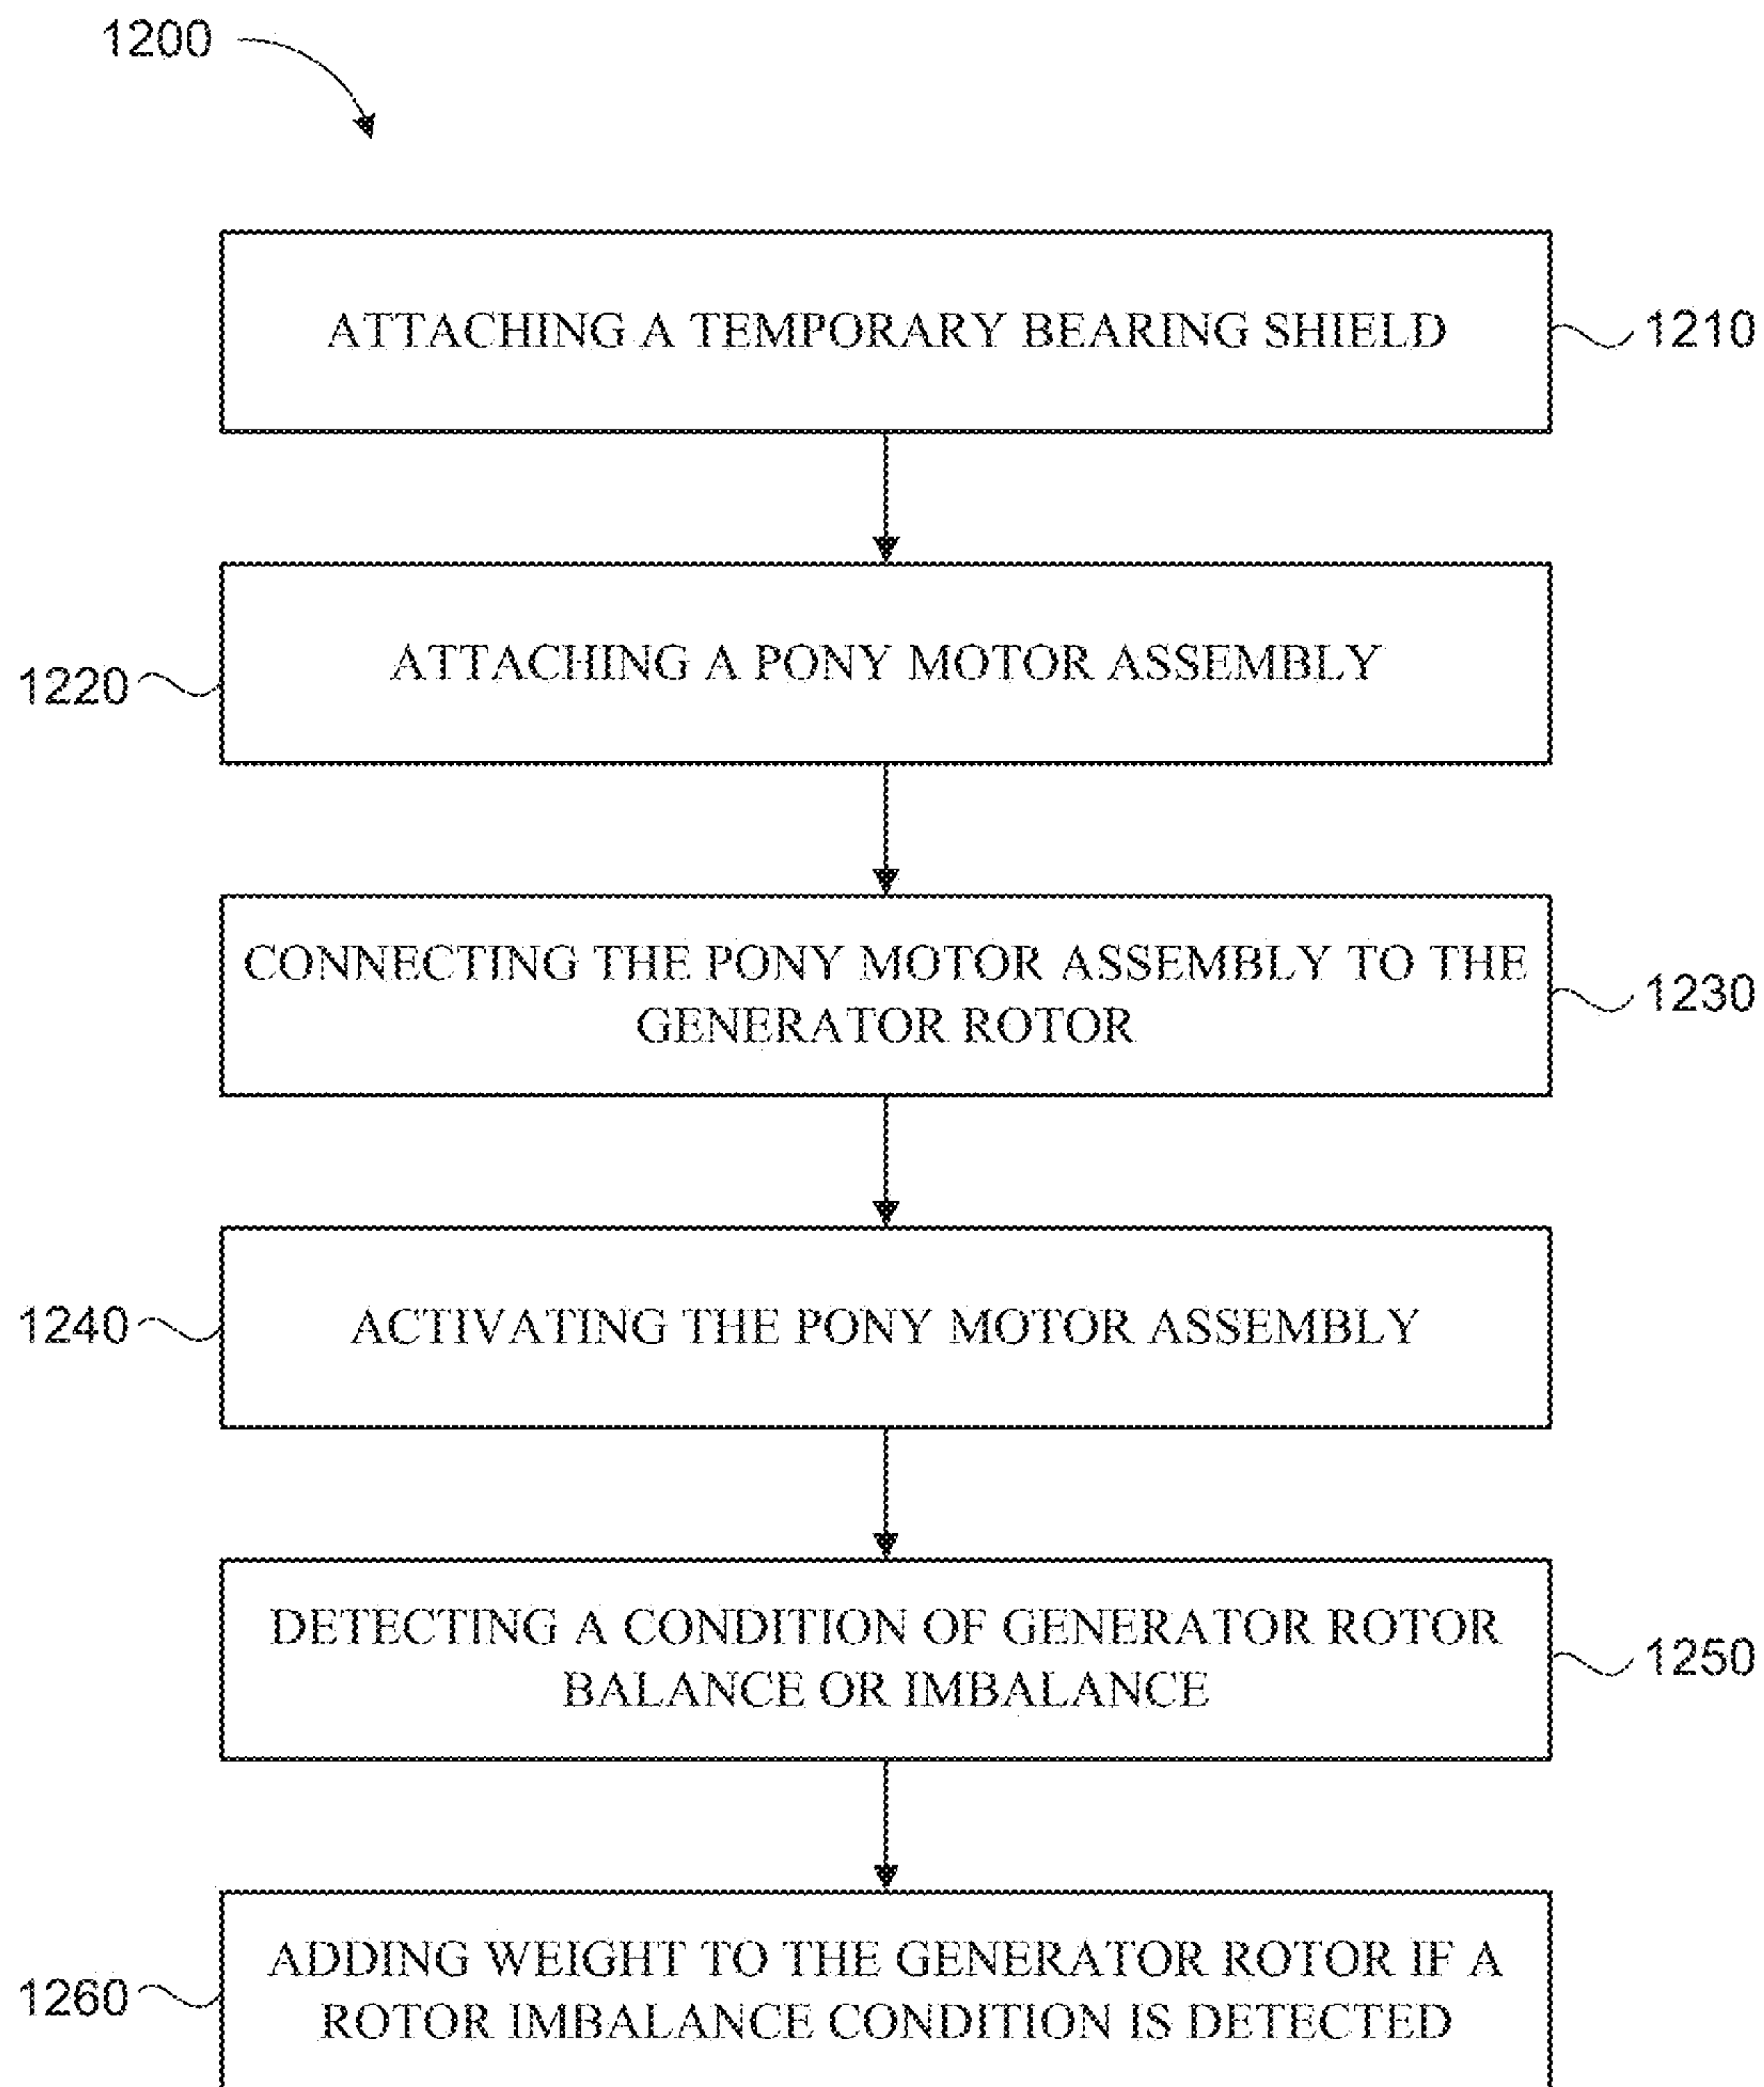 1200
ATTACHING A TEMPORARY BEARING SHIELD
1210
ATTACHING A PONY MOTOR ASSEMBLY
1220
CONNECTING THE PONY MOTOR ASSEMBLY TO THE
GENERATOR ROTOR
1230
ACTIVATING THE PONY MOTOR ASSEMBLY
1240
DETECTING A CONDITION OF GENERATOR ROTOR
BALANCE OR IMBALANCE
1250
ADDING WEIGHT TO THE GENERATOR ROTOR IF A
ROTOR IMBALANCE CONDITION IS DETECTED
1260